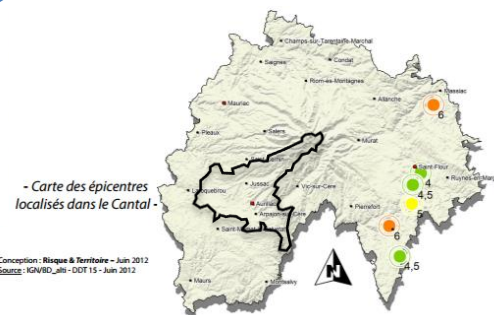 Champs-sur-Tarentaine-Marchal
Saignes
Condat
Riom-ès-Montagnes
Massiac
Allanche
6
Mauriac
Pleaux
Salers
Murat
Saint-Flour
4
Ruynes-en-Marg
4,5
Jussac
Laroquebrou
Vic-sur-Cère
- Carte des épicentres
localisés dans le Cantal -
Aurillac
Pierrefort
5
Arpajon-sur-Cère
6
Conception : Risque & Territoire – Juin 2012
Source : IGN/BD_alti - DDT 15 - Juin 2012
N
4,5
Maurs
Montsalvy